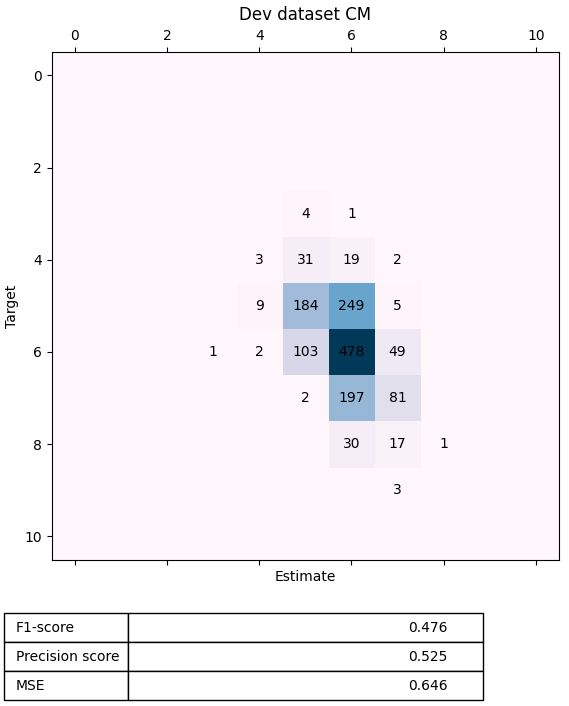 Dev dataset CM
0 2 4 6 8 10
0
2
4 1
4 3 31 19 2
9 184 249 5
6 1 2 103 478 49
2 197 81
8 30 17 1
3
10
Target
Estimate
F1-score 0.476
Precision score 0.525
MSE 0.646